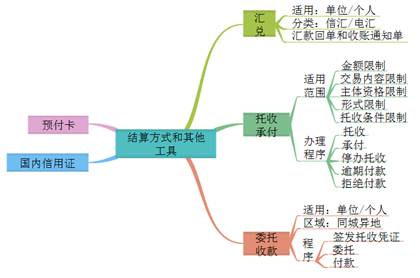 预付卡
国内信用证
结算方式和其他
工具
汇
兑
适用：单位/个人
分类：信汇/电汇
汇款回单和收账通知单
托收
承付
适用
范围
金额限制
交易内容限制
主体资格限制
形式限制
托收条件限制
办理
程序
托收
承付
停办托收
逾期付款
拒绝付款
委托
收款
适用：单位/个人
区域：同城异地
程
序
签发托收凭证
委托
付款